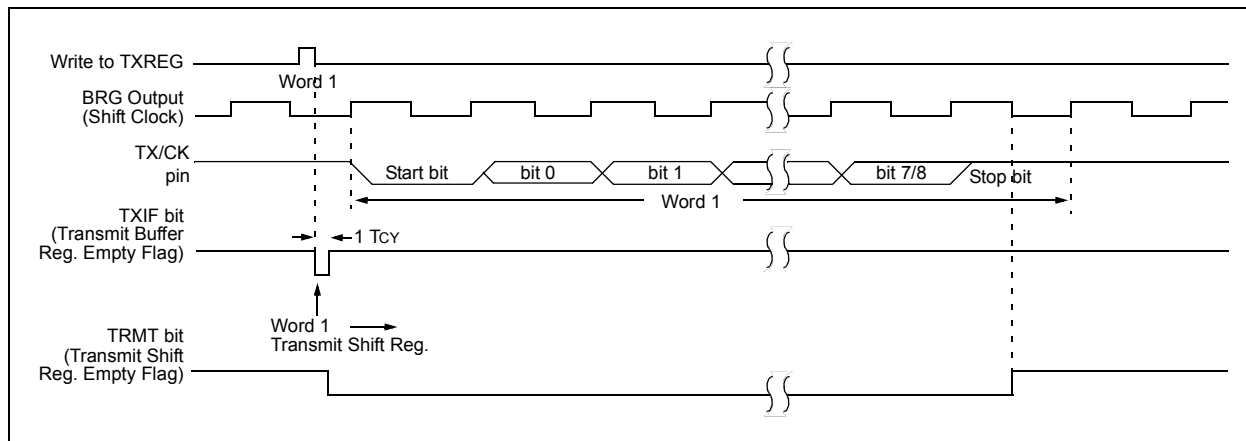 Write to TXREG
Word 1
BRG Output
(Shift Clock)
TX/CK
pin
Start bit
bit 0
bit 1
bit 7/8
Stop bit
Word 1
TXIF bit
(Transmit Buffer
Reg. Empty Flag)
1 TCY
Word 1
Transmit Shift Reg.
TRMT bit
(Transmit Shift
Reg. Empty Flag)